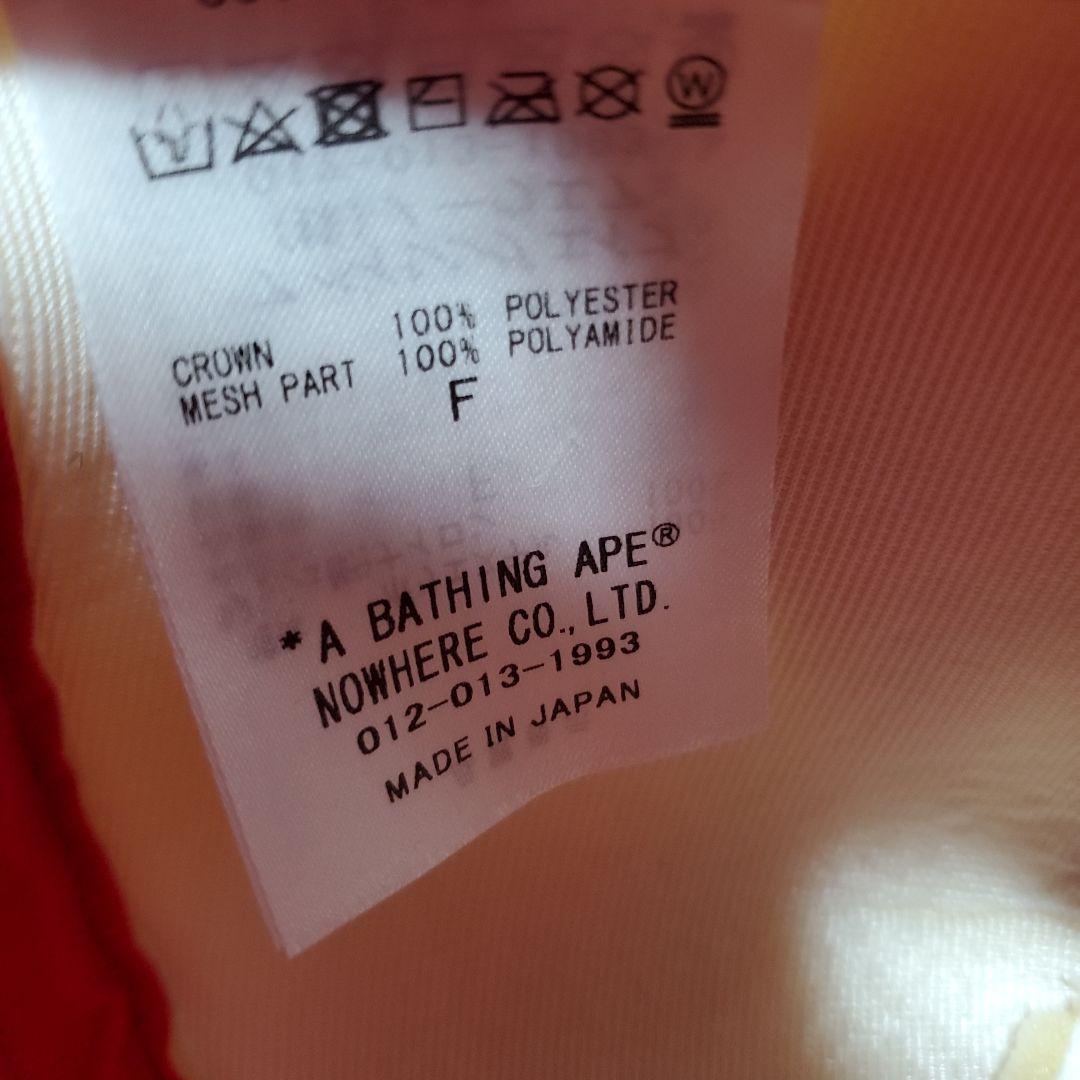 W
CROWN 100% POLYESTER
MESH PART 100% POLYAMIDE
F
*A BATHING APE®
NOWHERE CO.,LTD.
012-013-1993
MADE IN JAPAN